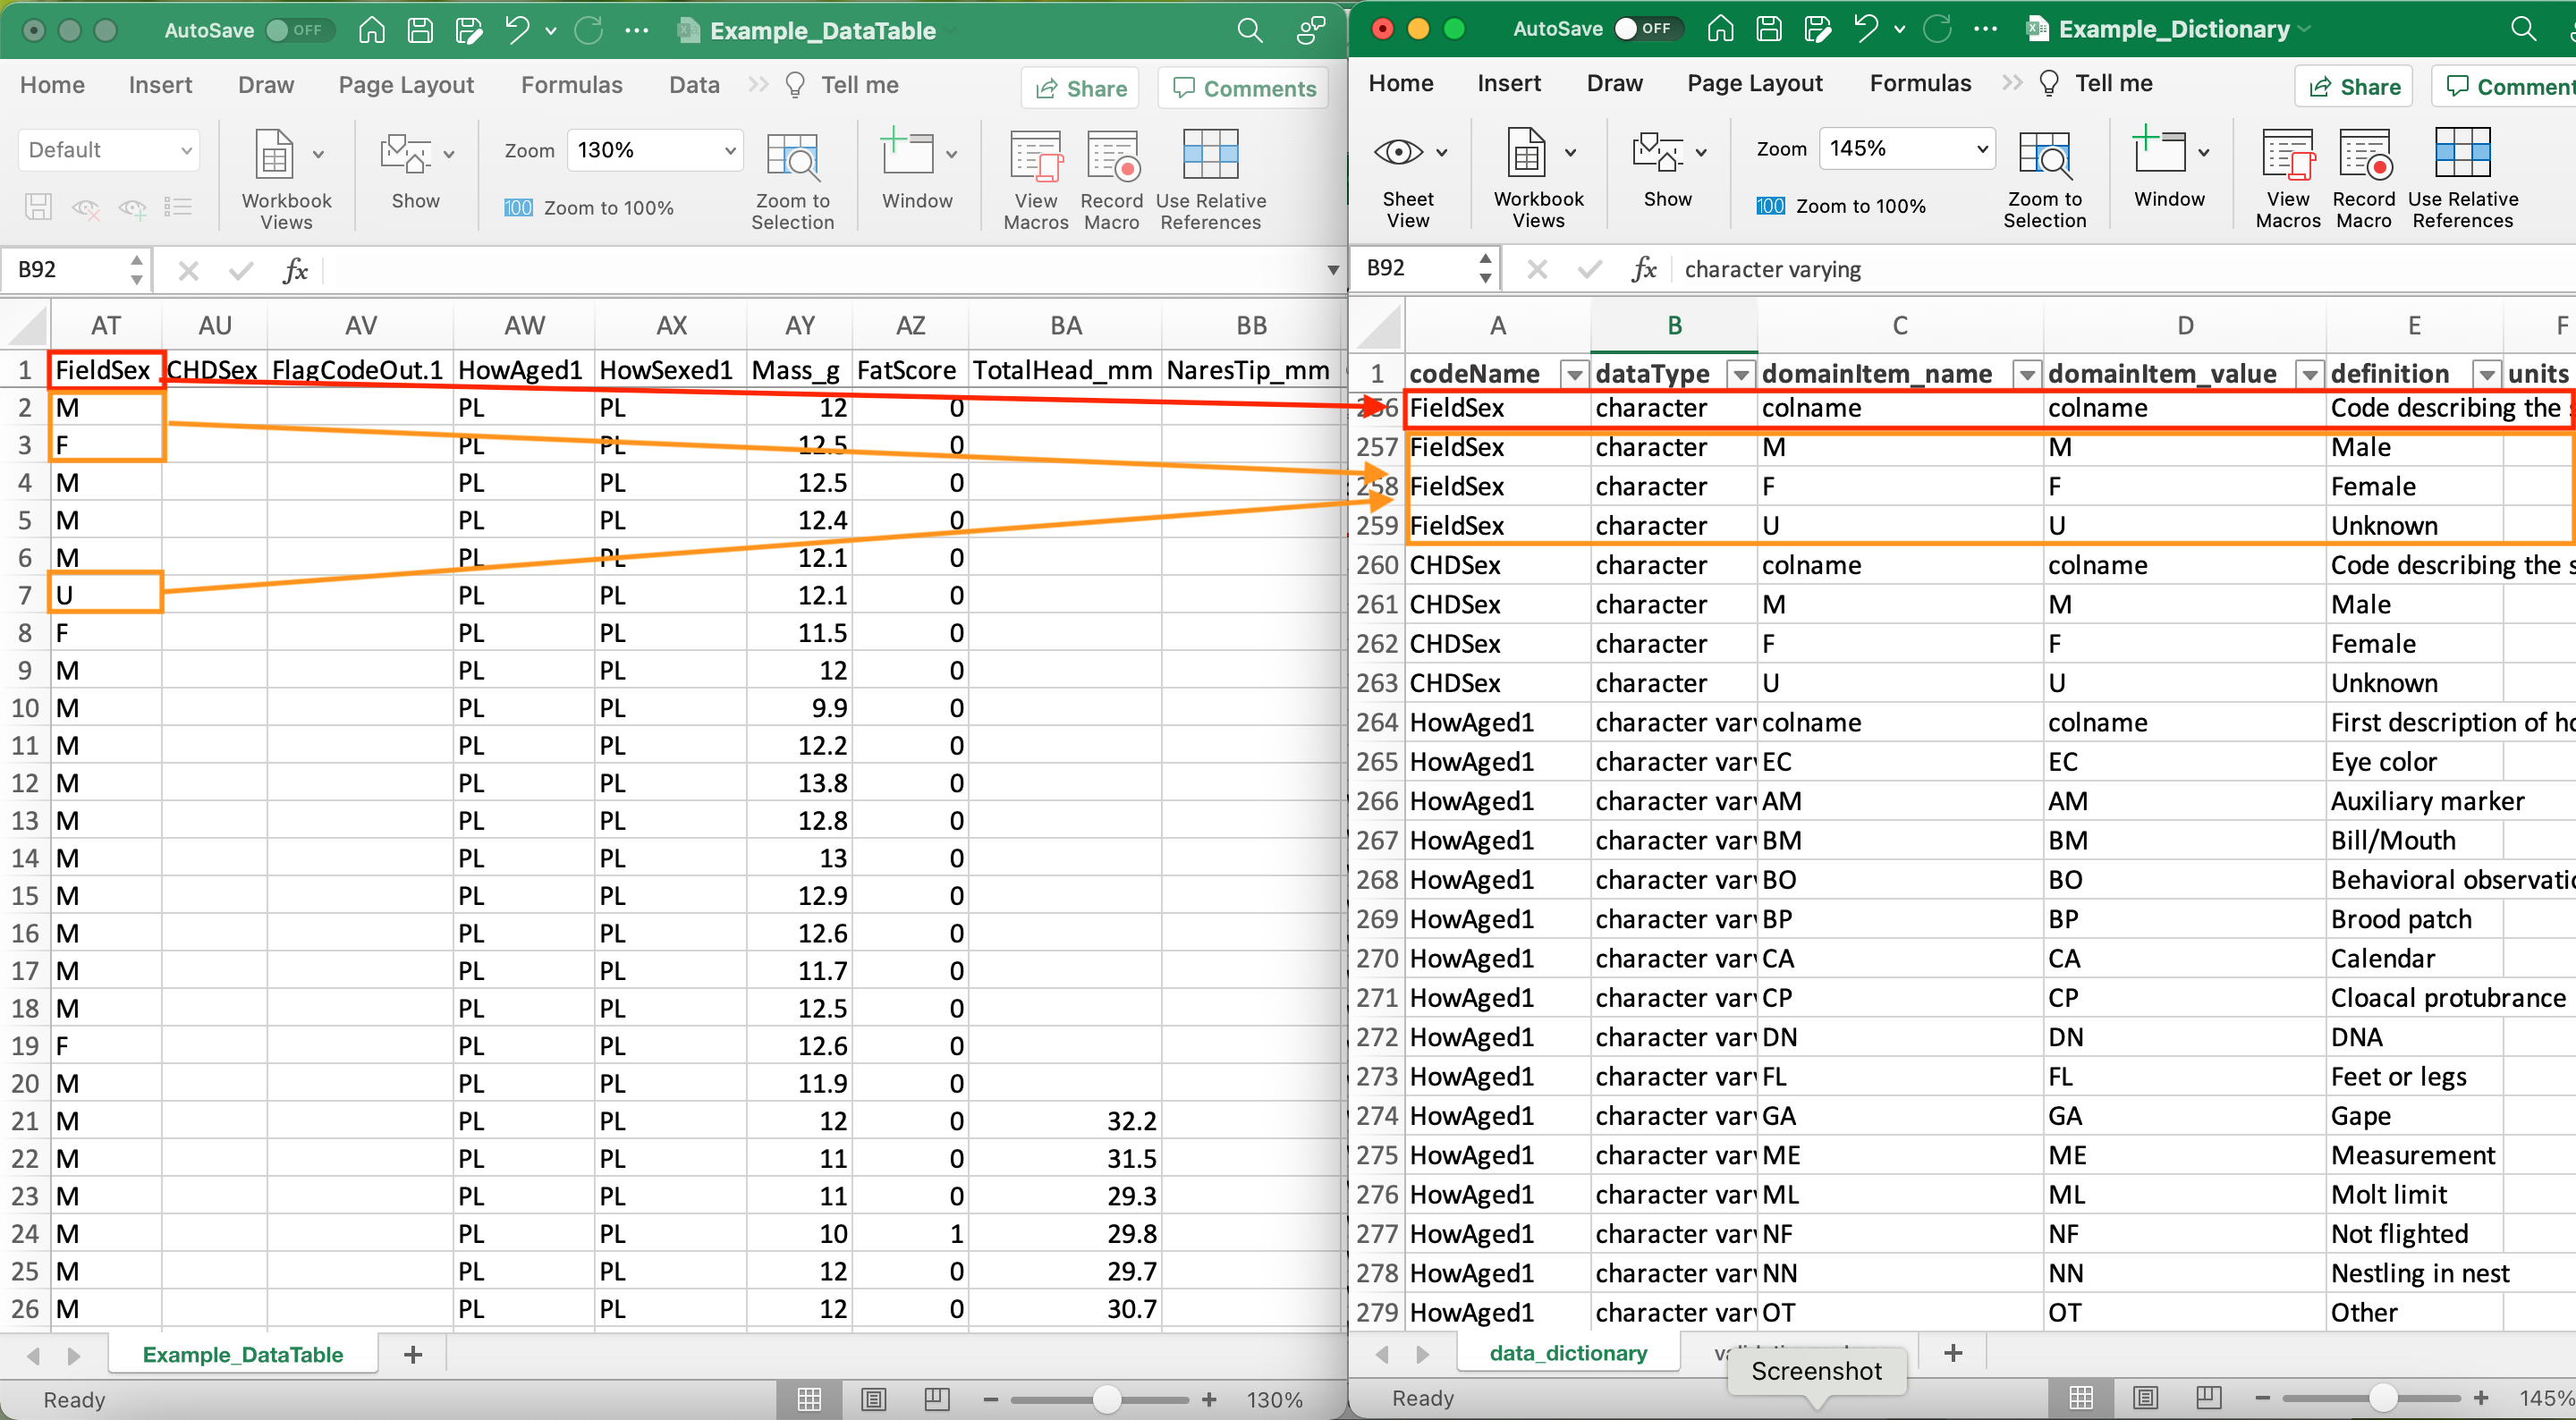 AutoSave OFF Example_DataTable
Home Insert Draw Page Layout Formulas Data Tell me Share Comments
Default Workbook Views Show Zoom 130% 100 Zoom to 100% Zoom to Selection Window View Macros Record Macro Use Relative References
B92 fx
AT AU AV AW AX AY AZ BA BB
1 FieldSex CHDSex FlagCodeOut.1 HowAged1 HowSexed1 Mass_g FatScore TotalHead_mm NaresTip_mm
2 M PL PL 12 0
3 F PL PL 12.5 0
4 M PL PL 12.5 0
5 M PL PL 12.4 0
6 M PL PL 12.1 0
7 U PL PL 12.1 0
8 F PL PL 11.5 0
9 M PL PL 12 0
10 M PL PL 9.9 0
11 M PL PL 12.2 0
12 M PL PL 13.8 0
13 M PL PL 12.8 0
14 M PL PL 13 0
15 M PL PL 12.9 0
16 M PL PL 12.6 0
17 M PL PL 11.7 0
18 M PL PL 12.5 0
19 F PL PL 12.6 0
20 M PL PL 11.9 0
21 M PL PL 12 0 32.2
22 M PL PL 11 0 31.5
23 M PL PL 11 0 29.3
24 M PL PL 10 1 29.8
25 M PL PL 12 0 29.7
26 M PL PL 12 0 30.7
Example_DataTable +
Ready 130%
AutoSave OFF Example_Dictionary
Home Insert Draw Page Layout Formulas Tell me Share Comment
Sheet View Workbook Views Show Zoom 145% 100 Zoom to 100% Zoom to Selection Window View Macros Record Macro Use Relative References
B92 fx character varying
A B C D E F
1 codeName dataType domainItem_name domainItem_value definition units
256 FieldSex character colname colname Code describing the
257 FieldSex character M M Male
258 FieldSex character F F Female
259 FieldSex character U U Unknown
260 CHDSex character colname colname Code describing the s
261 CHDSex character M M Male
262 CHDSex character F F Female
263 CHDSex character U U Unknown
264 HowAged1 character vary colname colname First description of ho
265 HowAged1 character vary EC EC Eye color
266 HowAged1 character vary AM AM Auxiliary marker
267 HowAged1 character vary BM BM Bill/Mouth
268 HowAged1 character vary BO BO Behavioral observatio
269 HowAged1 character vary BP BP Brood patch
270 HowAged1 character vary CA CA Calendar
271 HowAged1 character vary CP CP Cloacal protubrance
272 HowAged1 character vary DN DN DNA
273 HowAged1 character vary FL FL Feet or legs
274 HowAged1 character vary GA GA Gape
275 HowAged1 character vary ME ME Measurement
276 HowAged1 character vary ML ML Molt limit
277 HowAged1 character vary NF NF Not flighted
278 HowAged1 character vary NN NN Nestling in nest
279 HowAged1 character vary OT OT Other
data_dictionary +
Screenshot
Ready 145%